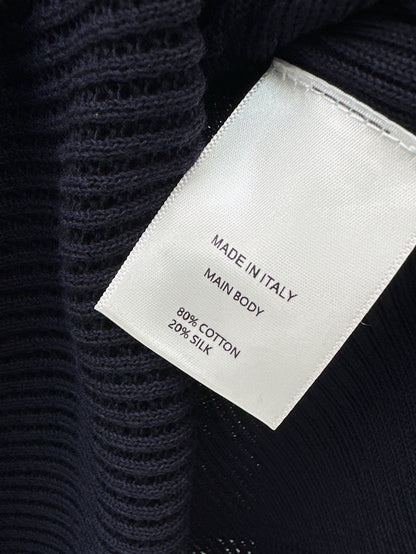 MADE IN ITALY
MAIN BODY
80% COTTON
20% SILK